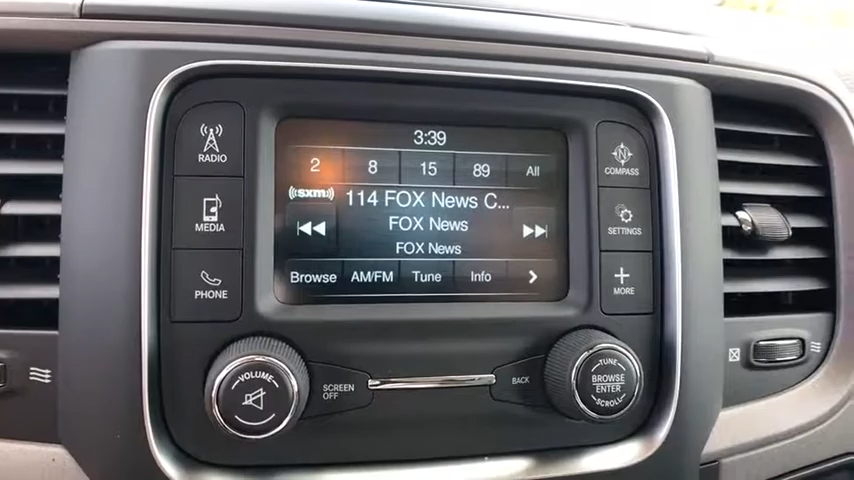 3:39
2 8 15 89 All
((sxm))
114 FOX News C...
FOX News
FOX News
Browse AM/FM Tune Info
RADIO
MEDIA
PHONE
COMPASS
SETTINGS
MORE
VOLUME
SCREEN
OFF
BACK
TUNE
BROWSE
ENTER
SCROLL